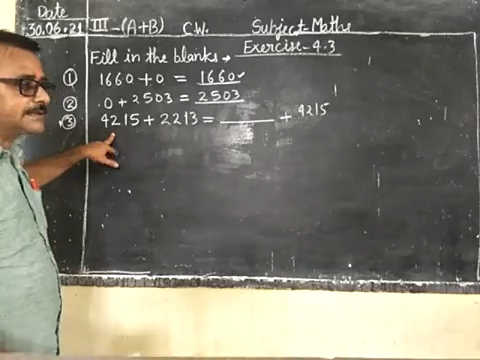 Date
30.06.21 III -(A+B) C.W. Subject-Maths
Fill in the blanks → Exercise-4.3
① 1660 + 0 = 1660
② 0 + 2503 = 2503
③ 4215 + 2213 = ______ + 4215